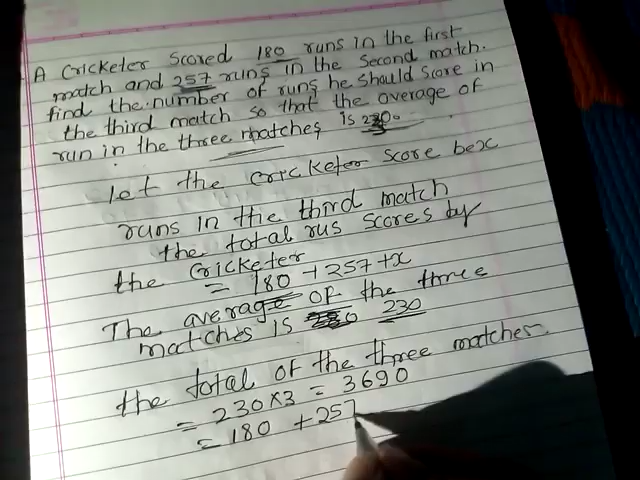 A Cricketer Scored 180 runs in the first
match and 257 runs in the second match.
find the number of runs he should score in
the third match so that the average of
run in the three matches is 230.
let the cricketer score be x
runs in the third match
the total rus scores by
the cricketer
= 180 + 257 + x
The average of the three
matches is 230
the total of the three matches
= 230 x 3 = 3690
= 180 + 257